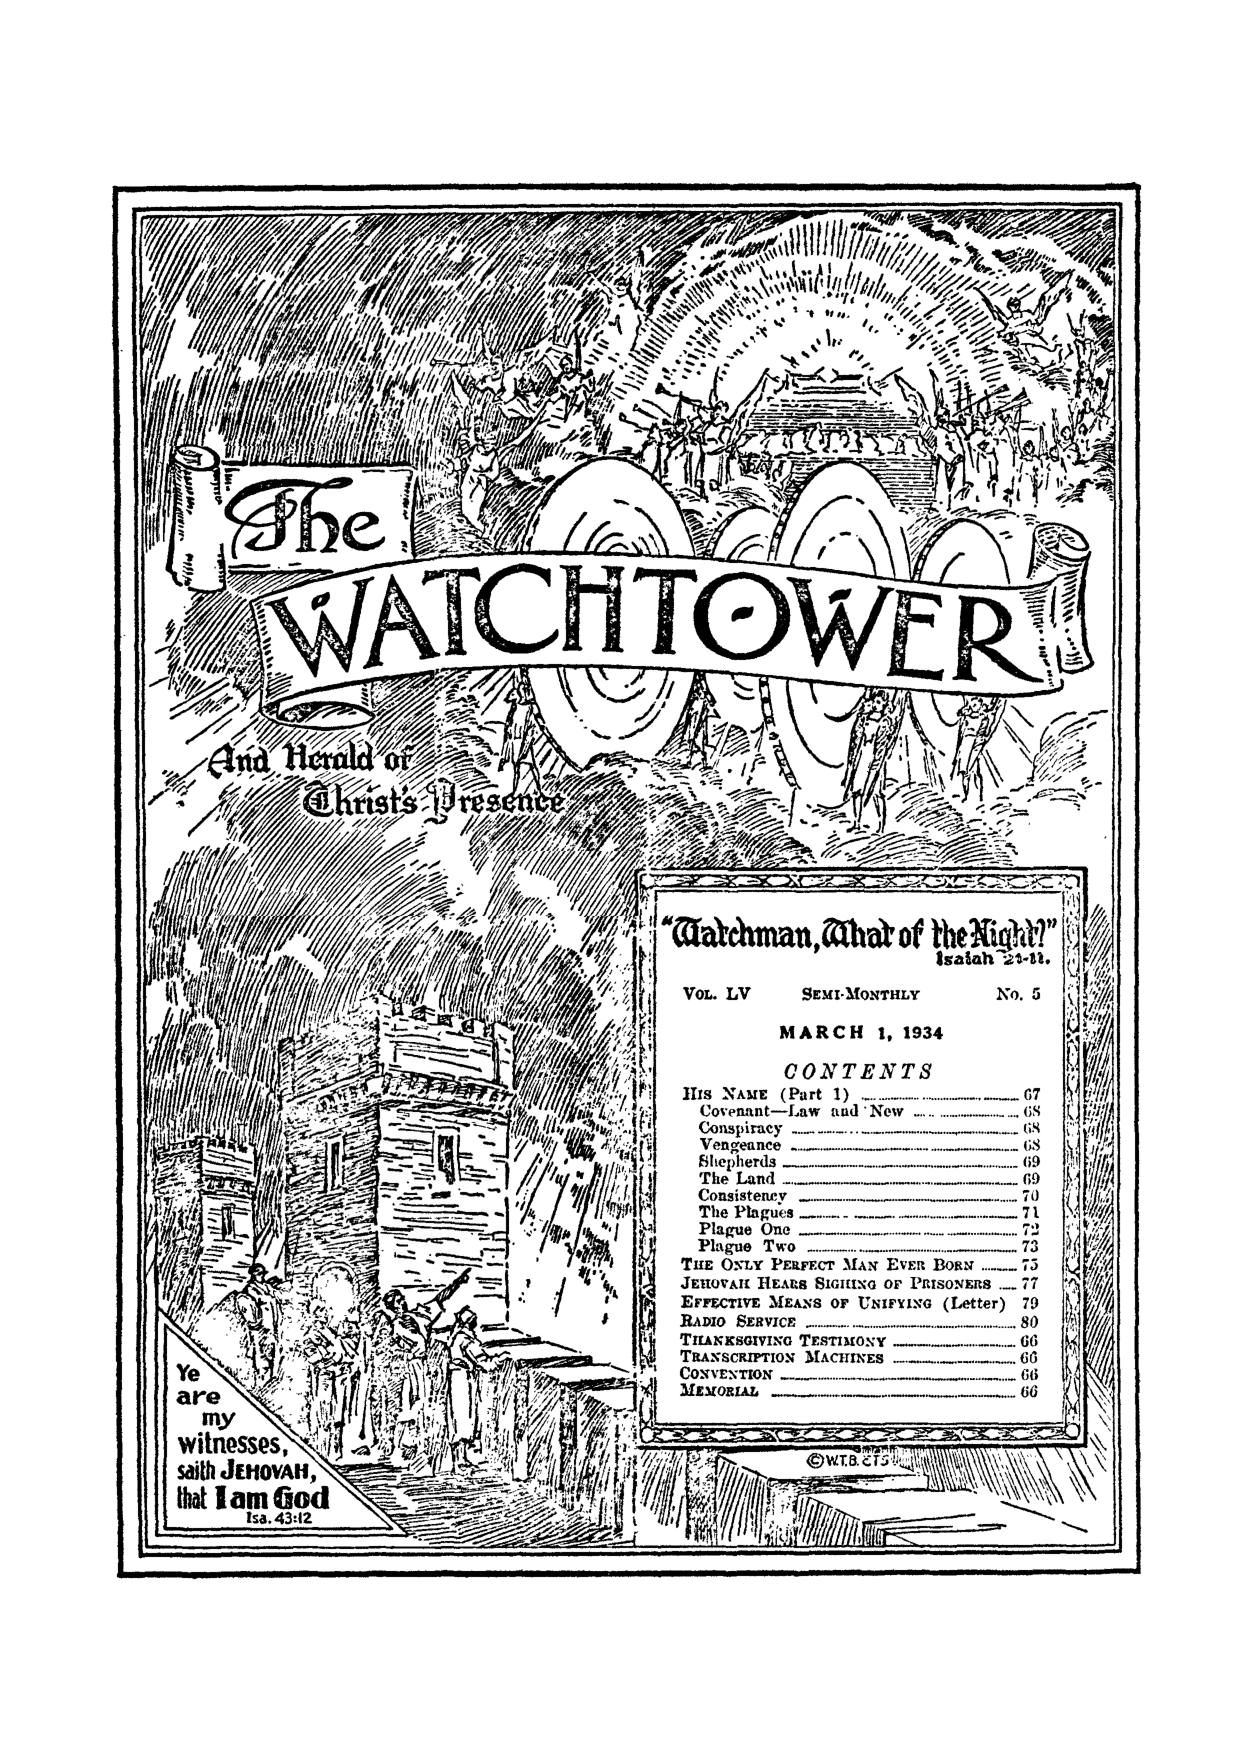 The
WATCHTOWER
And Herald of
Christ's Presence
"Watchman, What of the Night?"
Isaiah 21-11.
VOL. LV SEMI-MONTHLY No. 5
MARCH 1, 1934
CONTENTS
HIS NAME (Part 1) 67
Covenant—Law and New 68
Conspiracy 68
Vengeance 68
Shepherds 69
The Land 69
Consistency 70
The Plagues 71
Plague One 72
Plague Two 73
THE ONLY PERFECT MAN EVER BORN 75
JEHOVAH HEARS SIGHING OF PRISONERS 77
EFFECTIVE MEANS OF UNIFYING (Letter) 79
RADIO SERVICE 80
THANKSGIVING TESTIMONY 66
TRANSCRIPTION MACHINES 66
CONVENTION 66
MEMORIAL 66
©W.T.B.&T.S
Ye
are
my
witnesses,
saith JEHOVAH,
that I am God
Isa. 43:12